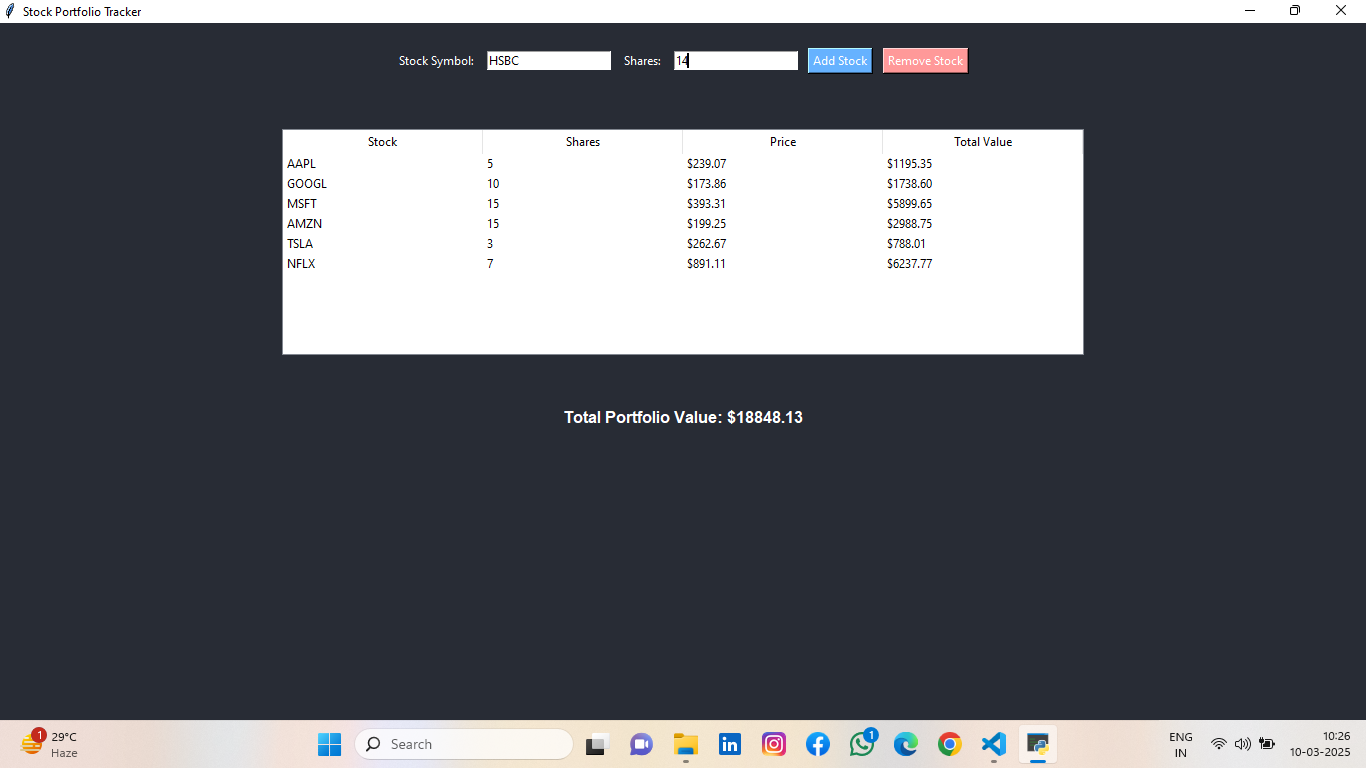 Stock Portfolio Tracker
Stock Symbol: HSBC Shares: 14 Add Stock Remove Stock
Stock Shares Price Total Value
AAPL 5 $239.07 $1195.35
GOOGL 10 $173.86 $1738.60
MSFT 15 $393.31 $5899.65
AMZN 15 $199.25 $2988.75
TSLA 3 $262.67 $788.01
NFLX 7 $891.11 $6237.77
Total Portfolio Value: $18848.13
1 29°C Search 1 ENG 10:26
Haze IN 10-03-2025